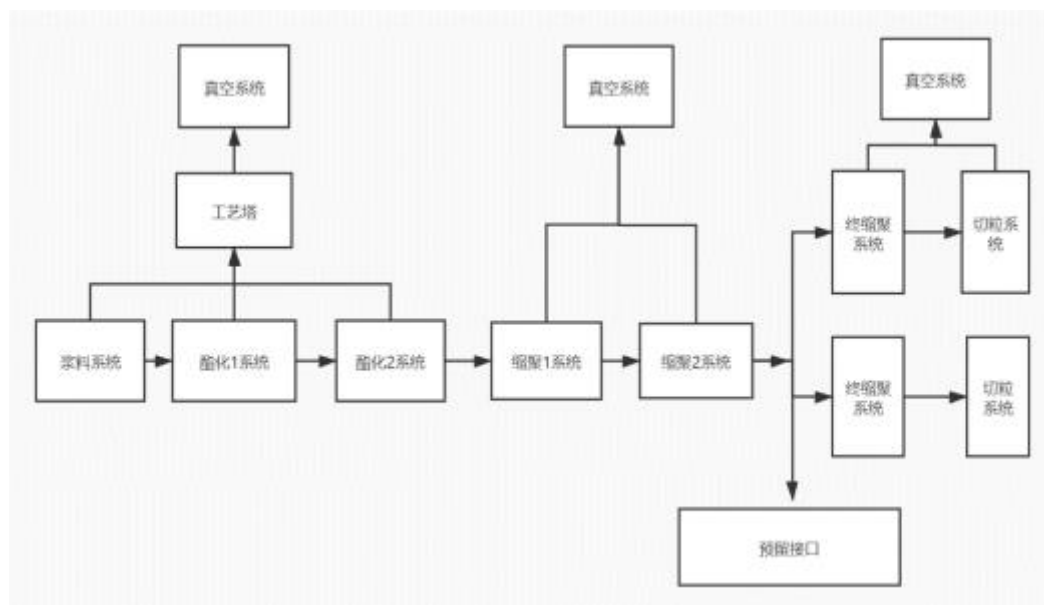 真空系统
真空系统
真空系统
工艺塔
终缩聚
系统
切粒系
统
浆料系统
酯化1系统
酯化2系统
缩聚1系统
缩聚2系统
终缩聚
系统
切粒
系统
预留接口